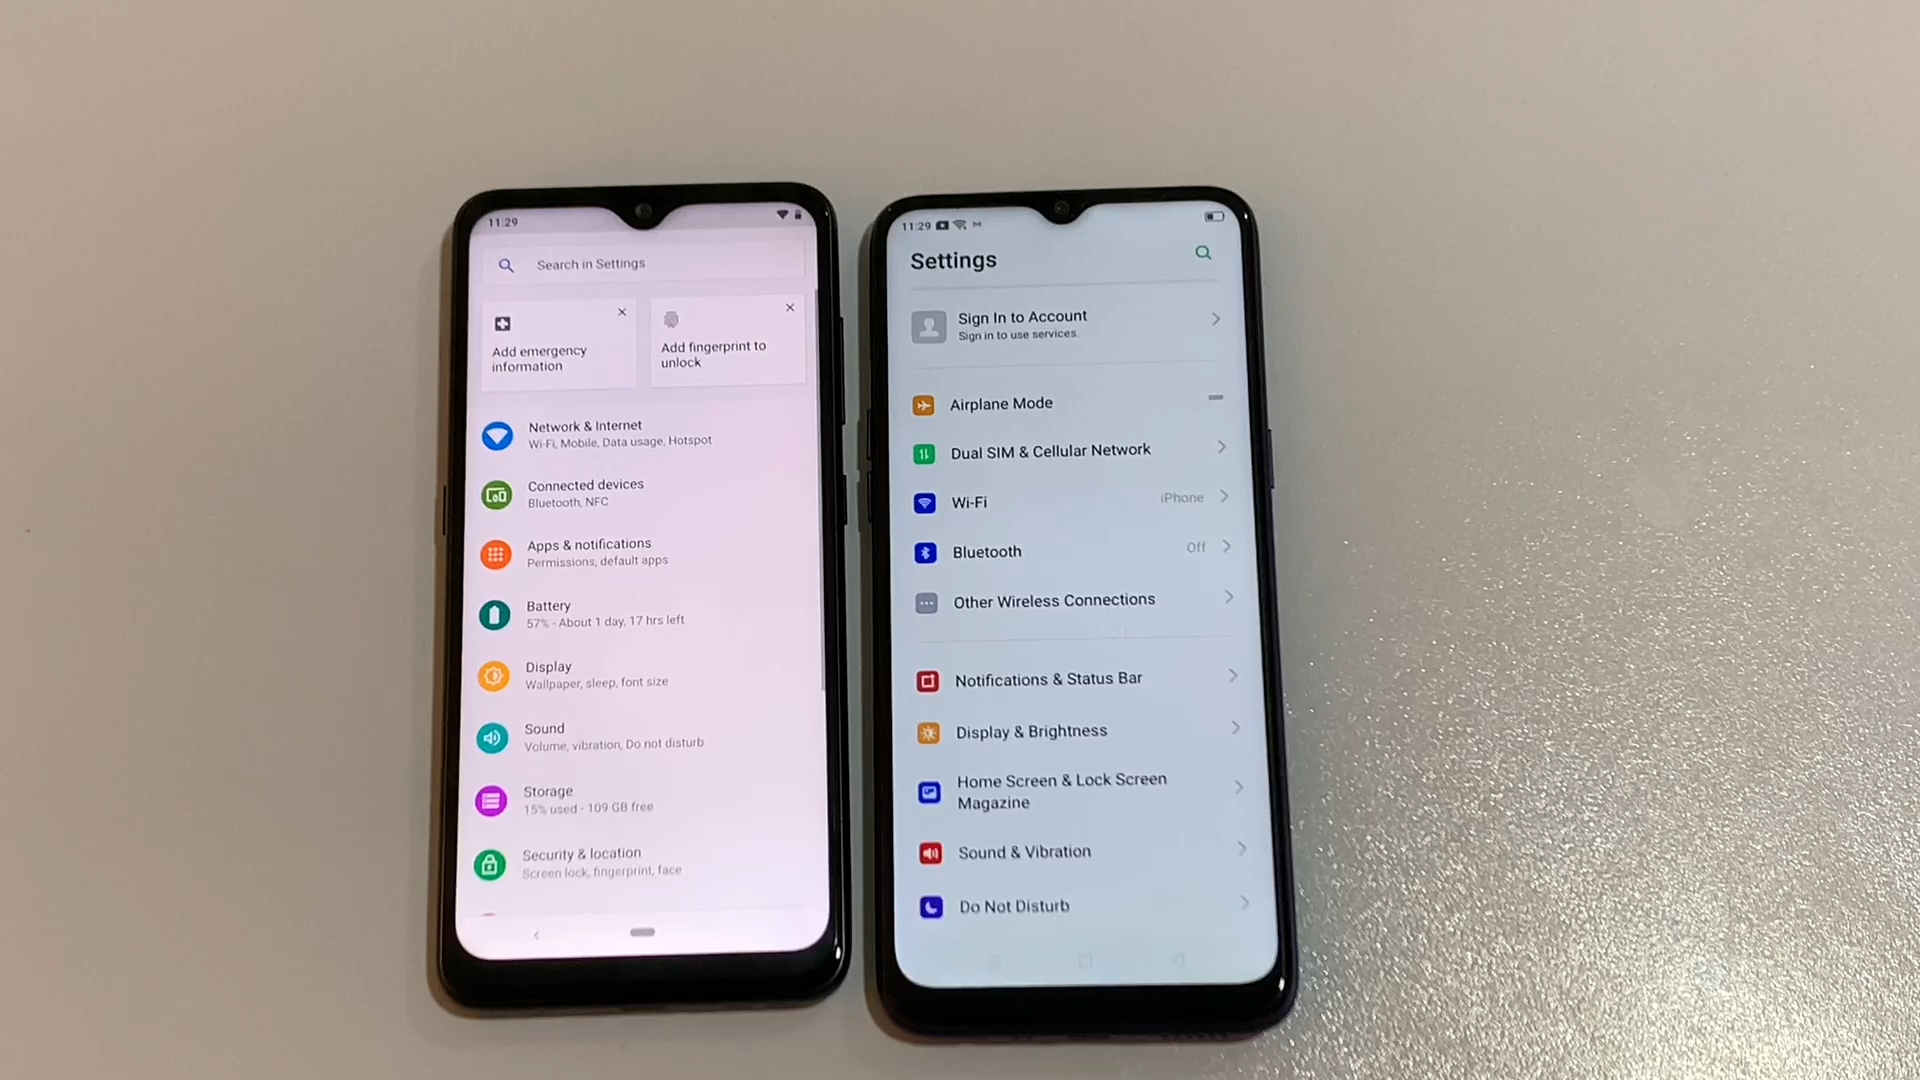 11:29
Search in Settings
Add emergency
information
Add fingerprint to
unlock
Network & Internet
Wi-Fi, Mobile, Data usage, Hotspot
Connected devices
Bluetooth, NFC
Apps & notifications
Permissions, default apps
Battery
57% - About 1 day, 17 hrs left
Display
Wallpaper, sleep, font size
Sound
Volume, vibration, Do not disturb
Storage
15% used - 109 GB free
Security & location
Screen lock, fingerprint, face
11:29
Settings
Sign In to Account
Sign in to use services.
Airplane Mode
Dual SIM & Cellular Network
Wi-Fi iPhone
Bluetooth Off
Other Wireless Connections
Notifications & Status Bar
Display & Brightness
Home Screen & Lock Screen
Magazine
Sound & Vibration
Do Not Disturb